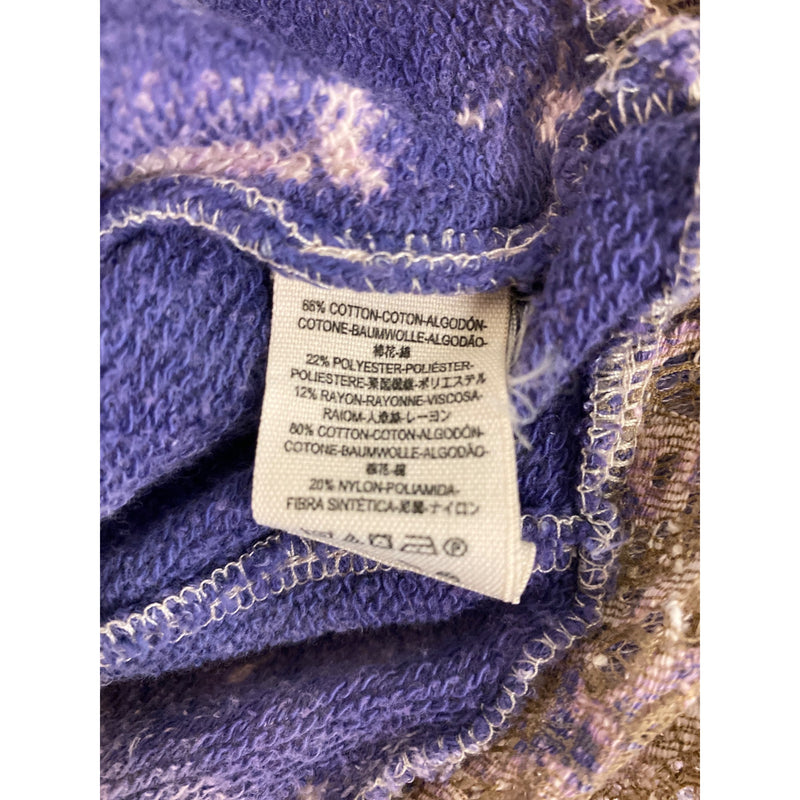 66% COTTON-COTON-ALGODÓN-
COTONE-BAUMWOLLE-ALGODÃO-
棉花-綿
22% POLYESTER-POLIÉSTER-
POLIESTERE-聚酯纖維-ポリエステル
12% RAYON-RAYONNE-VISCOSA-
RAIOM-人造絲-レーヨン
80% COTTON-COTON-ALGODÓN-
COTONE-BAUMWOLLE-ALGODÃO-
棉花-綿
20% NYLON-POLIAMIDA-
FIBRA SINTÉTICA-尼龍-ナイロン